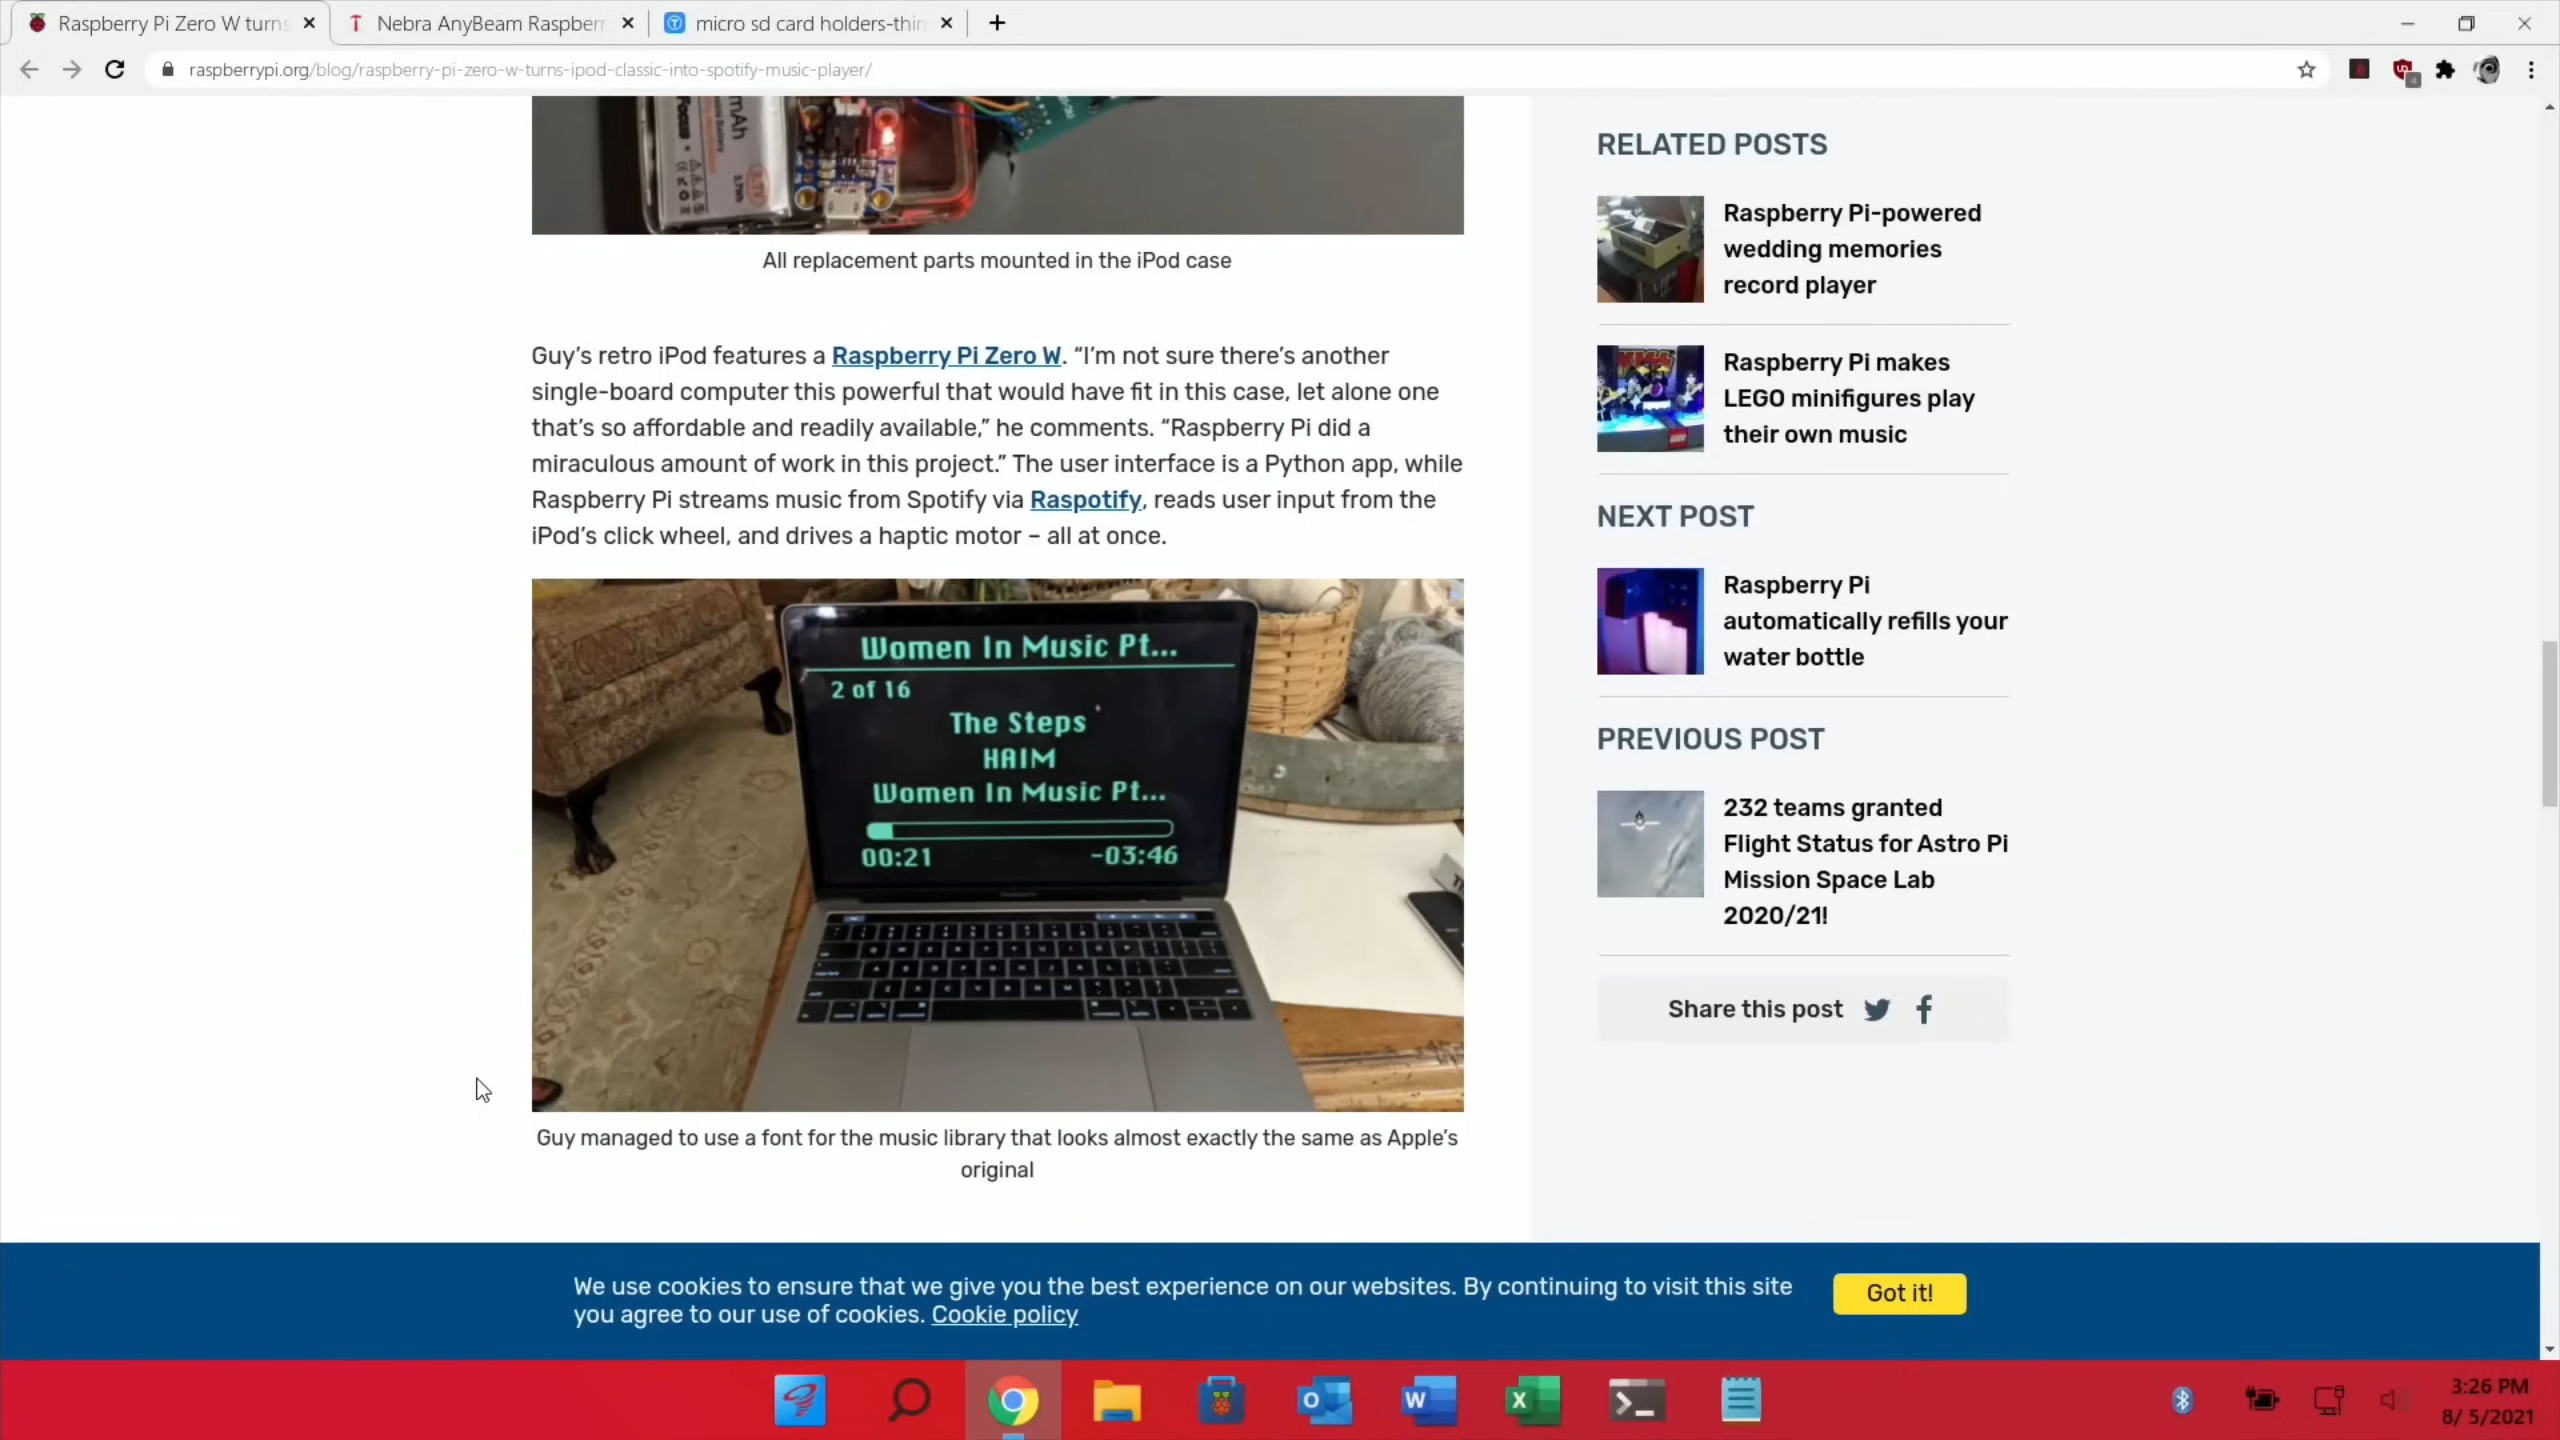 Raspberry Pi Zero W turns
Nebra AnyBeam Raspberr
micro sd card holders-thin
raspberrypi.org/blog/raspberry-pi-zero-w-turns-ipod-classic-into-spotify-music-player/
mAh
Focus
3.7V
All replacement parts mounted in the iPod case
Guy’s retro iPod features a Raspberry Pi Zero W. “I’m not sure there’s another
single-board computer this powerful that would have fit in this case, let alone one
that’s so affordable and readily available,” he comments. “Raspberry Pi did a
miraculous amount of work in this project.” The user interface is a Python app, while
Raspberry Pi streams music from Spotify via Raspotify, reads user input from the
iPod’s click wheel, and drives a haptic motor – all at once.
Women In Music Pt...
2 of 16
The Steps
HAIM
Women In Music Pt...
00:21 -03:46
Guy managed to use a font for the music library that looks almost exactly the same as Apple’s
original
RELATED POSTS
Raspberry Pi-powered
wedding memories
record player
Raspberry Pi makes
LEGO minifigures play
their own music
NEXT POST
Raspberry Pi
automatically refills your
water bottle
PREVIOUS POST
232 teams granted
Flight Status for Astro Pi
Mission Space Lab
2020/21!
Share this post
We use cookies to ensure that we give you the best experience on our websites. By continuing to visit this site
you agree to our use of cookies. Cookie policy
Got it!
3:26 PM
8/ 5/2021